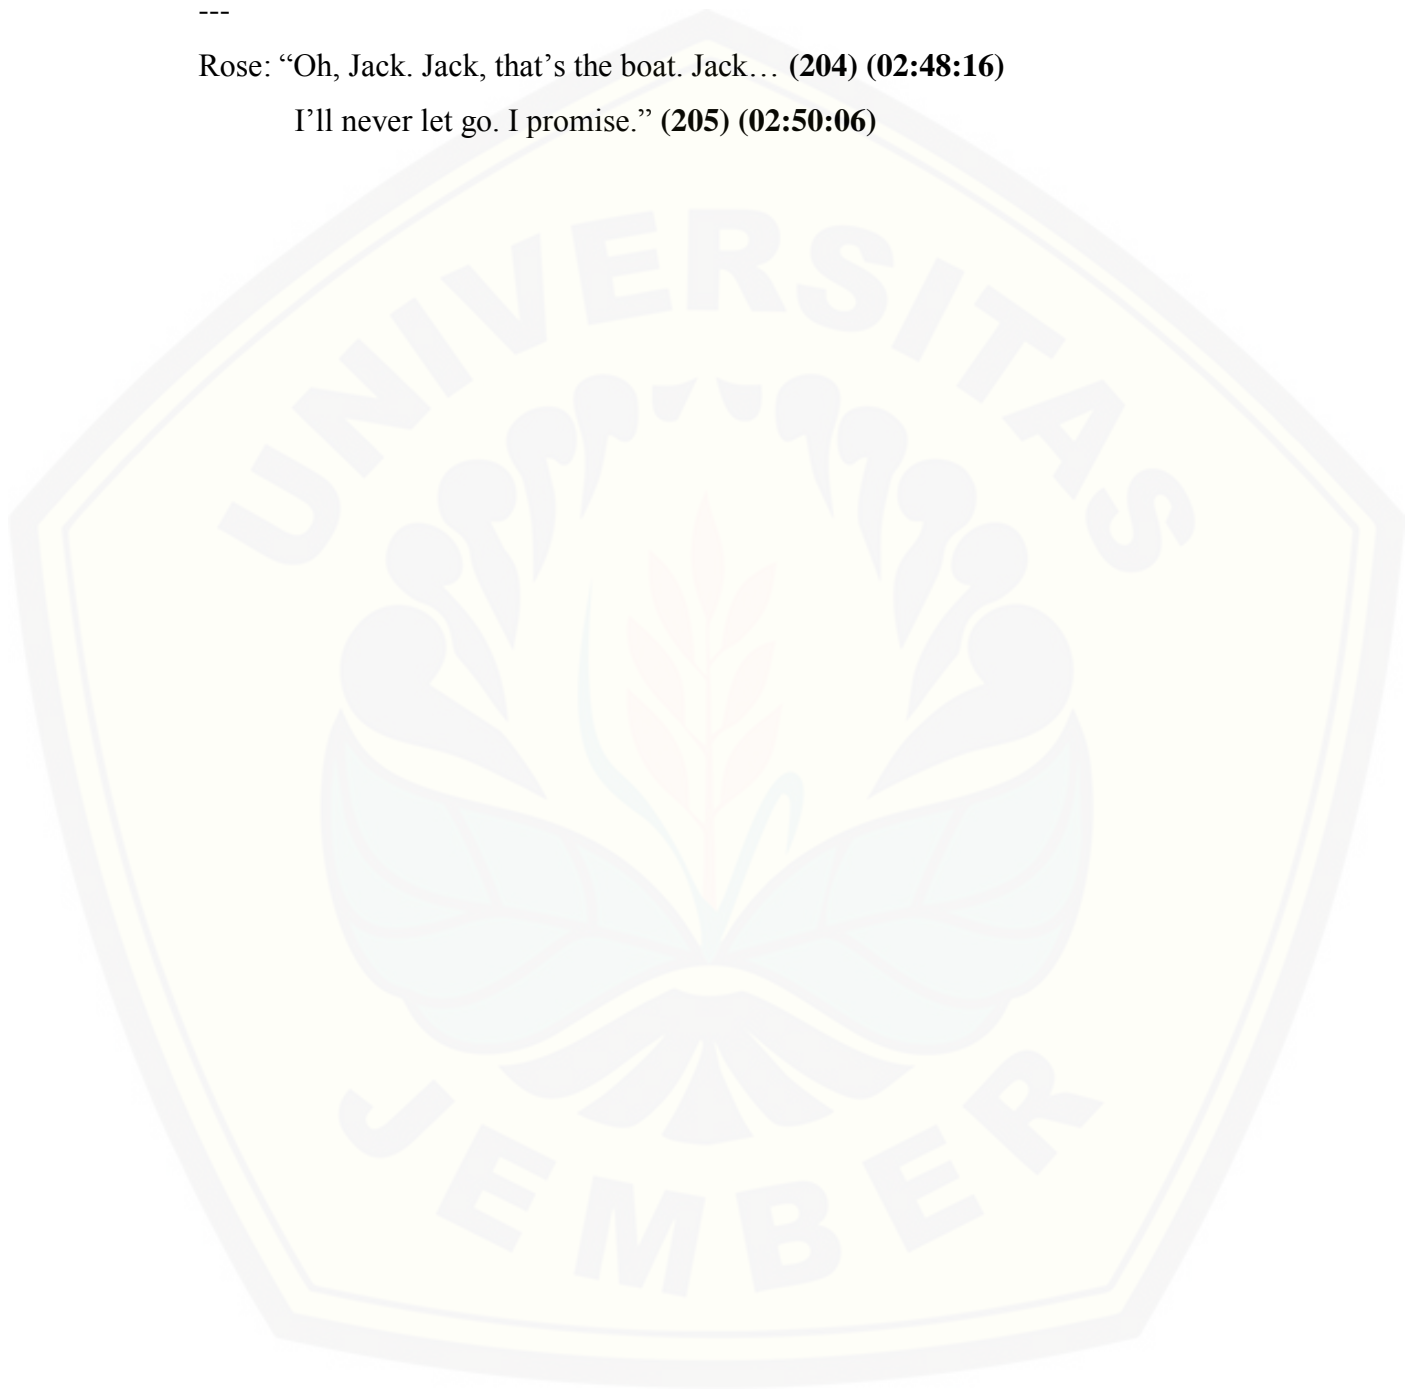 ---
Rose: “Oh, Jack. Jack, that’s the boat. Jack… (204) (02:48:16)
I’ll never let go. I promise.” (205) (02:50:06)
UNIVERSITAS
JEMBER